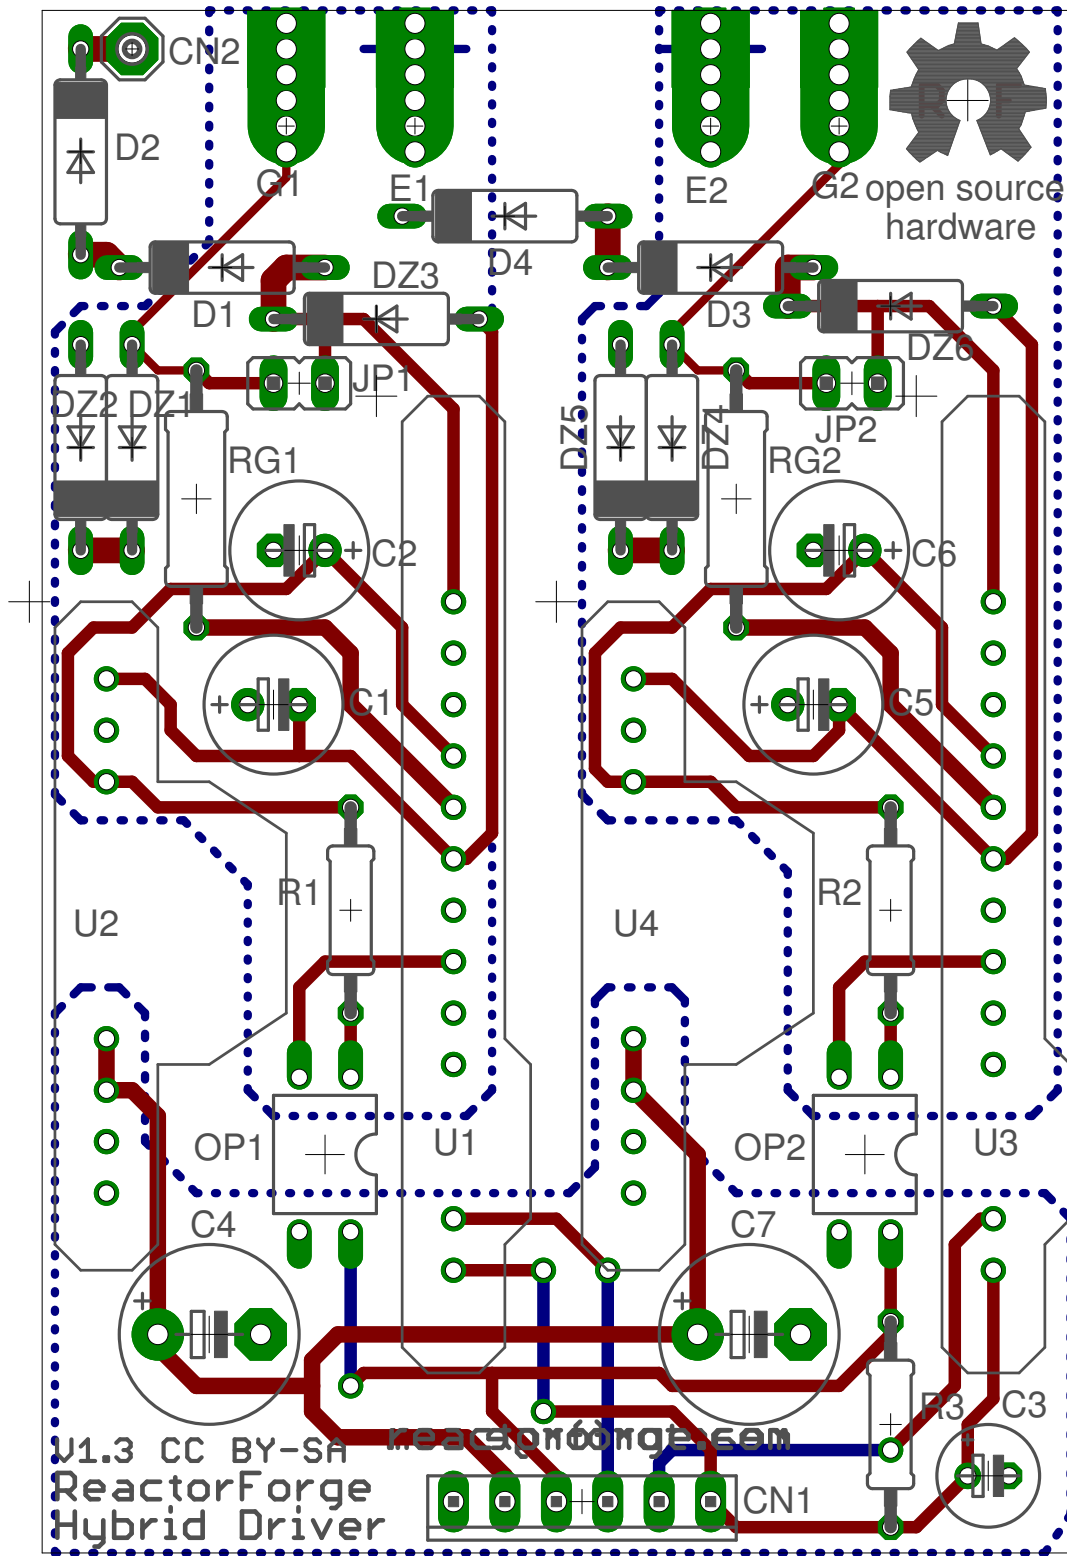 CN2
D2
G1
E1
E2
G2
R F
open source
hardware
D4
D1
DZ3
D3
DZ6
JP1
JP2
DZ2
DZ1
DZ5
DZ4
RG1
RG2
+
C2
+
C6
+
C1
+
C5
R1
R2
U2
U4
OP1
U1
OP2
U3
C4
C7
+
+
R3
C3
+
V1.3 CC BY-SA
ReactorForge
Hybrid Driver
CN1